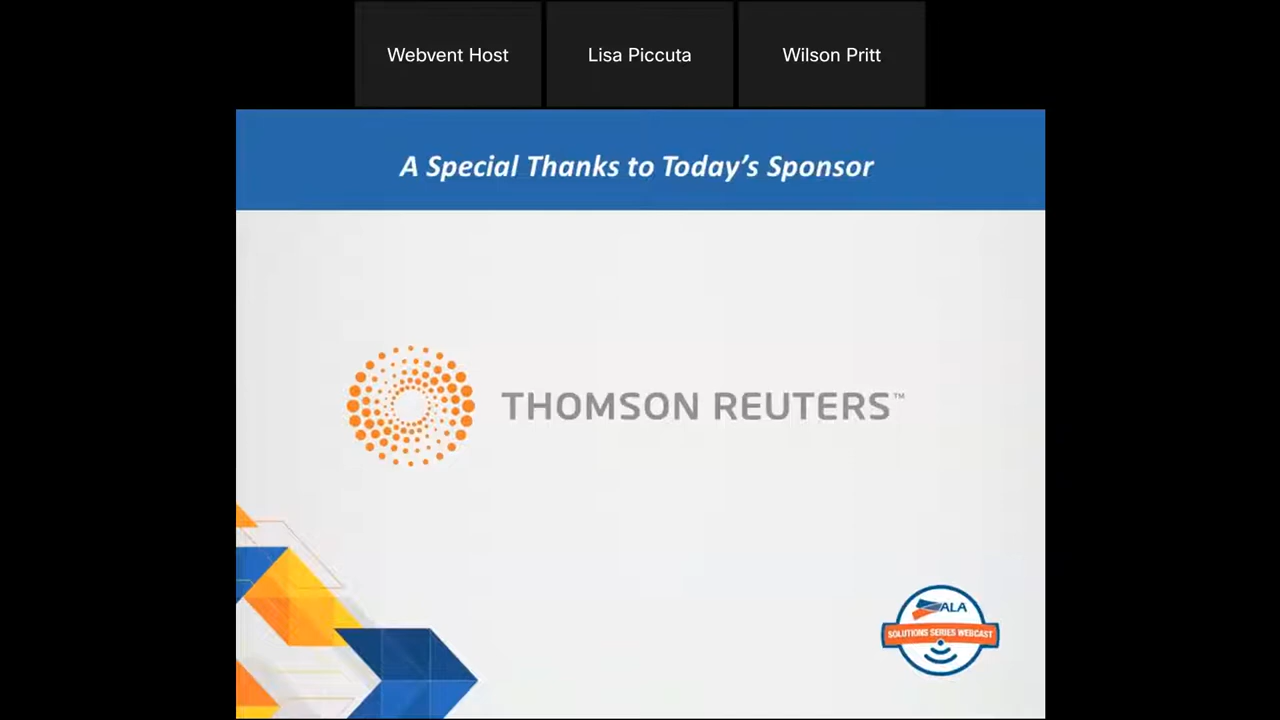 Webvent Host
Lisa Piccuta
Wilson Pritt
A Special Thanks to Today's Sponsor
THOMSON REUTERS™
ALA
SOLUTIONS SERIES WEBCAST